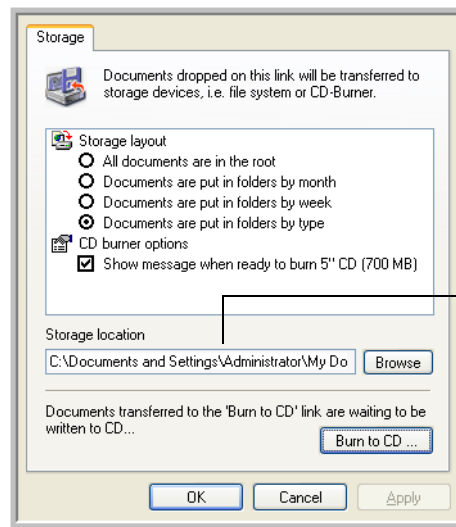 Storage
Documents dropped on this link will be transferred to
storage devices, i.e. file system or CD-Burner.
Storage layout
All documents are in the root
Documents are put in folders by month
Documents are put in folders by week
Documents are put in folders by type
CD burner options
Show message when ready to burn 5" CD (700 MB)
Storage location
C:\Documents and Settings\Administrator\My Do
Browse
Documents transferred to the 'Burn to CD' link are waiting to be
written to CD...
Burn to CD ...
OK
Cancel
Apply